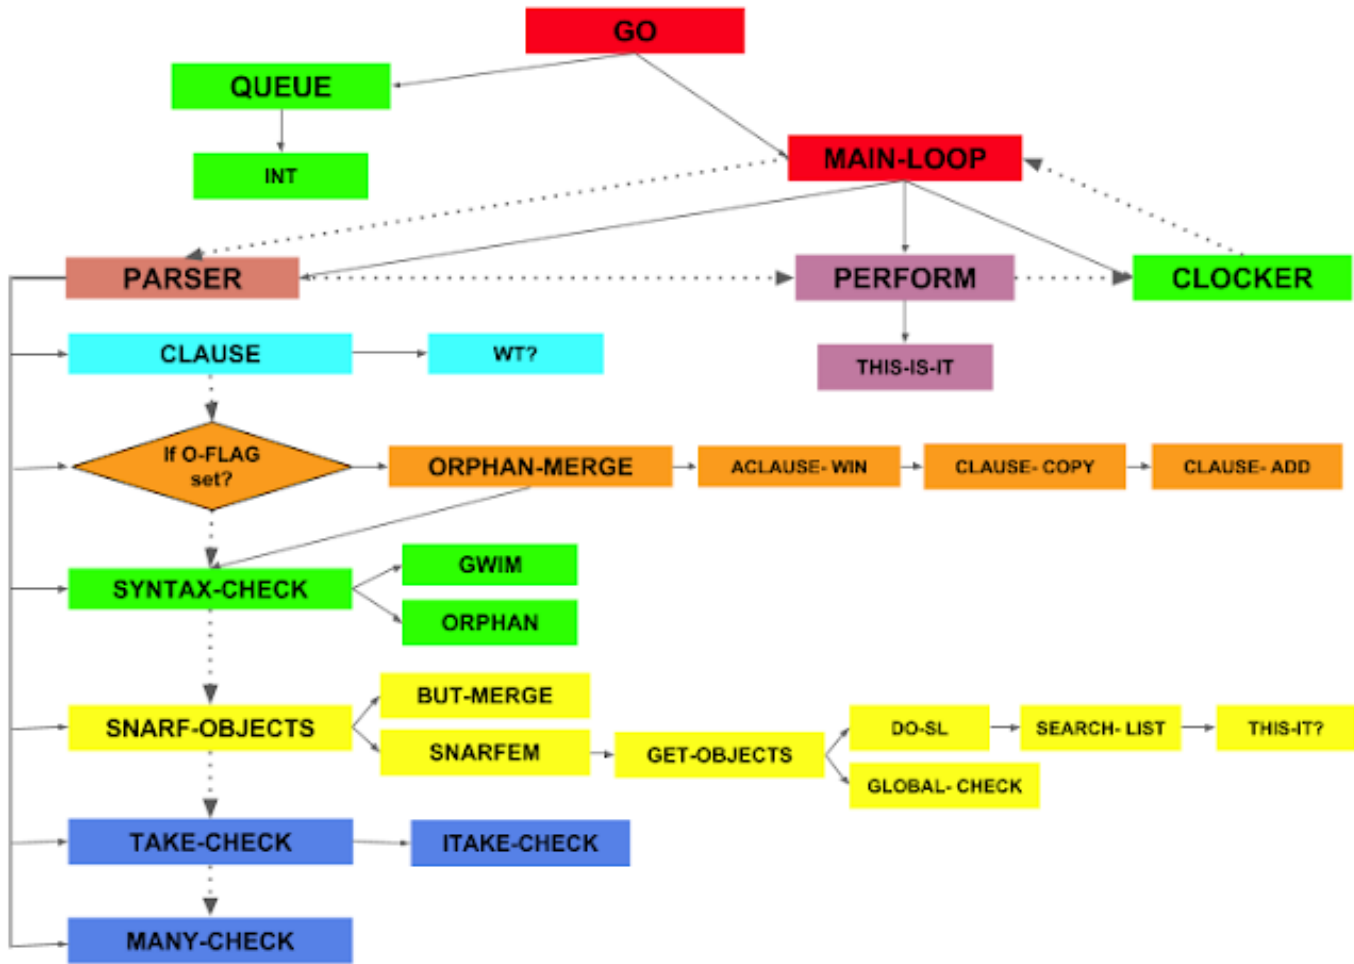 GO
QUEUE
INT
MAIN-LOOP
PARSER
PERFORM
CLOCKER
THIS-IS-IT
CLAUSE
WT?
If O-FLAG
set?
ORPHAN-MERGE
ACLAUSE- WIN
CLAUSE- COPY
CLAUSE- ADD
SYNTAX-CHECK
GWIM
ORPHAN
SNARF-OBJECTS
BUT-MERGE
SNARFEM
GET-OBJECTS
DO-SL
SEARCH- LIST
THIS-IT?
GLOBAL- CHECK
TAKE-CHECK
ITAKE-CHECK
MANY-CHECK